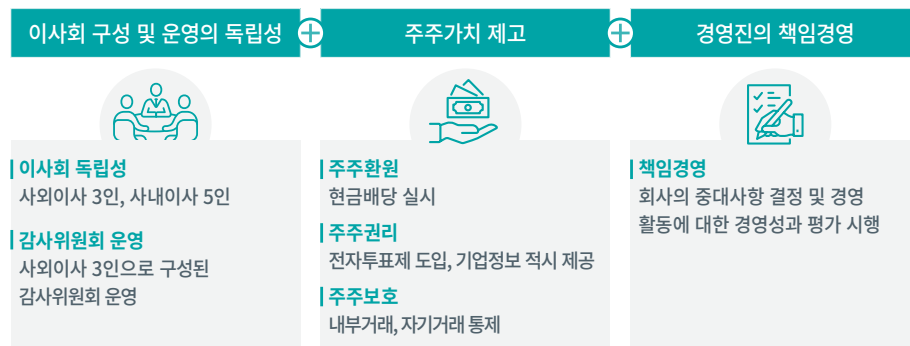 이사회 구성 및 운영의 독립성
주주가치 제고
경영진의 책임경영
이사회 독립성
사외이사 3인, 사내이사 5인
감사위원회 운영
사외이사 3인으로 구성된
감사위원회 운영
주주환원
현금배당 실시
주주권리
전자투표제 도입, 기업정보 적시 제공
주주보호
내부거래, 자기거래 통제
책임경영
회사의 중대사항 결정 및 경영
활동에 대한 경영성과 평가 시행